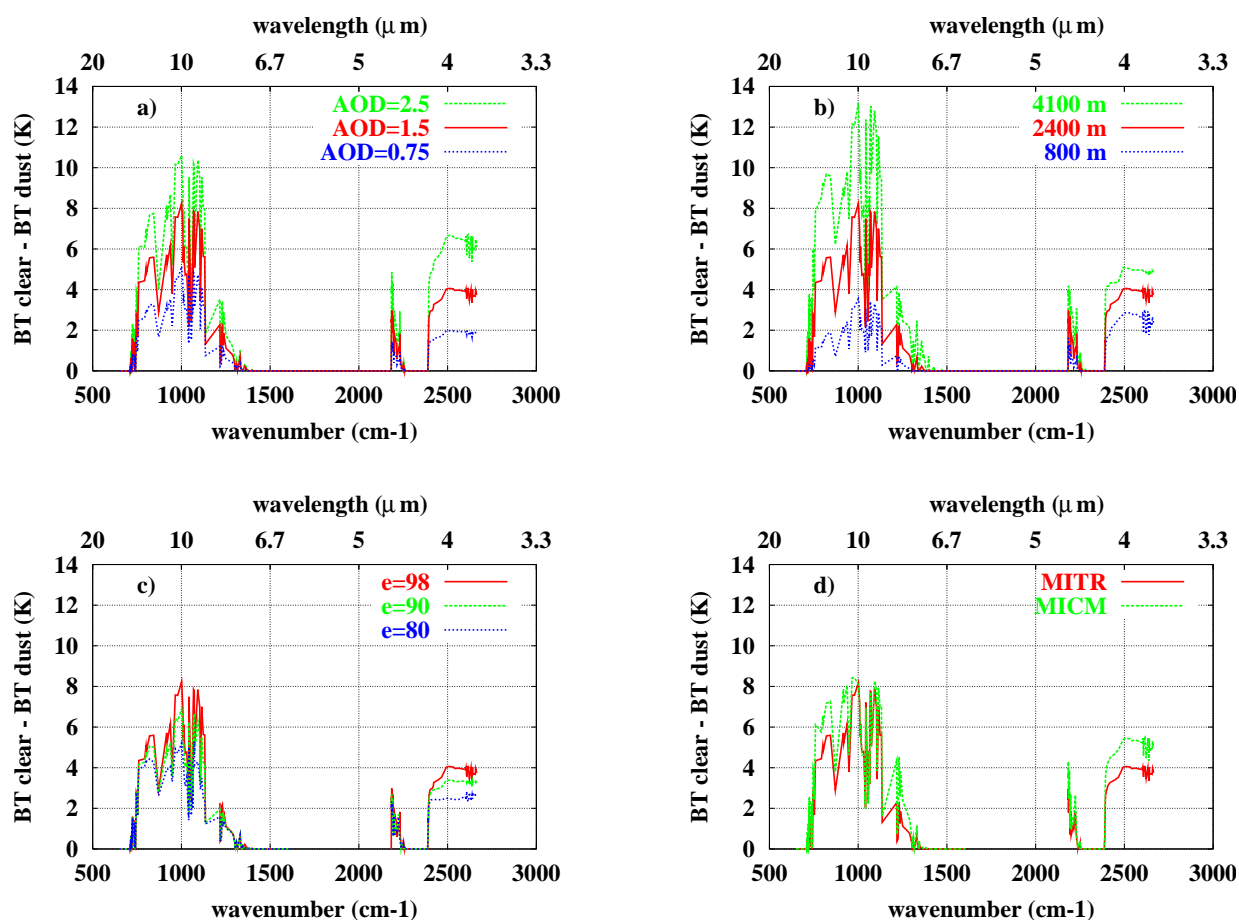 wavelength (μ m)
20 10 6.7 5 4 3.3
BT clear - BT dust (K)
14
12
10
8
6
4
2
0
a)
AOD=2.5
AOD=1.5
AOD=0.75
500 1000 1500 2000 2500 3000
wavenumber (cm-1)
wavelength (μ m)
20 10 6.7 5 4 3.3
BT clear - BT dust (K)
14
12
10
8
6
4
2
0
b)
4100 m
2400 m
800 m
500 1000 1500 2000 2500 3000
wavenumber (cm-1)
wavelength (μ m)
20 10 6.7 5 4 3.3
BT clear - BT dust (K)
14
12
10
8
6
4
2
0
c)
e=98
e=90
e=80
500 1000 1500 2000 2500 3000
wavenumber (cm-1)
wavelength (μ m)
20 10 6.7 5 4 3.3
BT clear - BT dust (K)
14
12
10
8
6
4
2
0
d)
MITR
MICM
500 1000 1500 2000 2500 3000
wavenumber (cm-1)